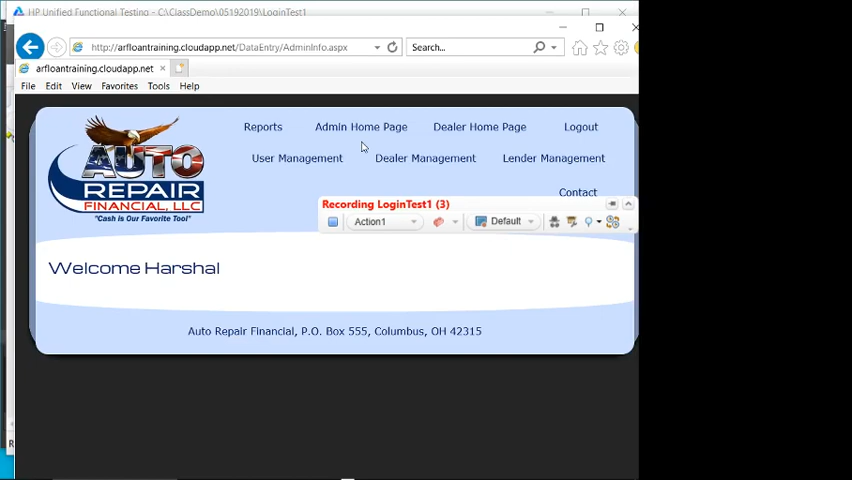 HP Unified Functional Testing - C:\ClassDemo\05192019\LoginTest1
http://arfloantraining.cloudapp.net/DataEntry/AdminInfo.aspx
Search...
arfloantraining.cloudapp.net
File Edit View Favorites Tools Help
Reports Admin Home Page Dealer Home Page Logout
User Management Dealer Management Lender Management
Contact
AUTO
REPAIR
FINANCIAL, LLC
"Cash is Our Favorite Tool"
Recording LoginTest1 (3)
Action1 Default
Welcome Harshal
Auto Repair Financial, P.O. Box 555, Columbus, OH 42315
R